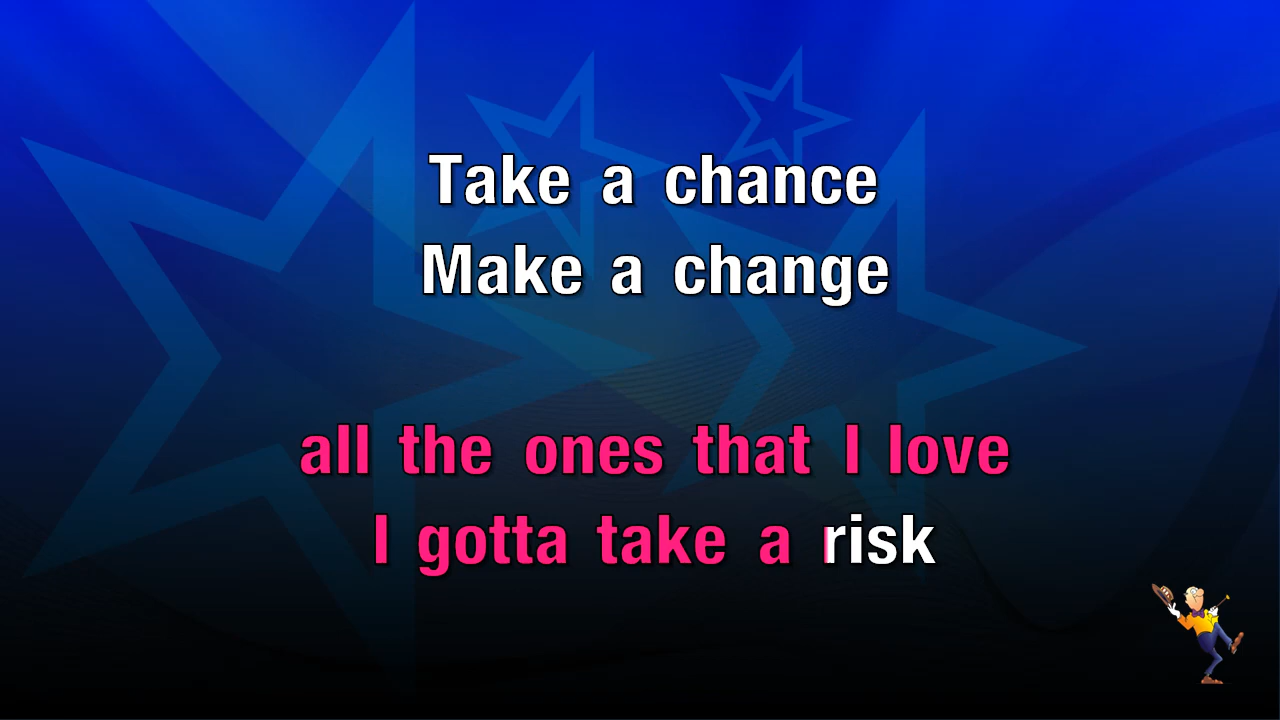 Take a chance
Make a change
all the ones that I love
I gotta take a risk